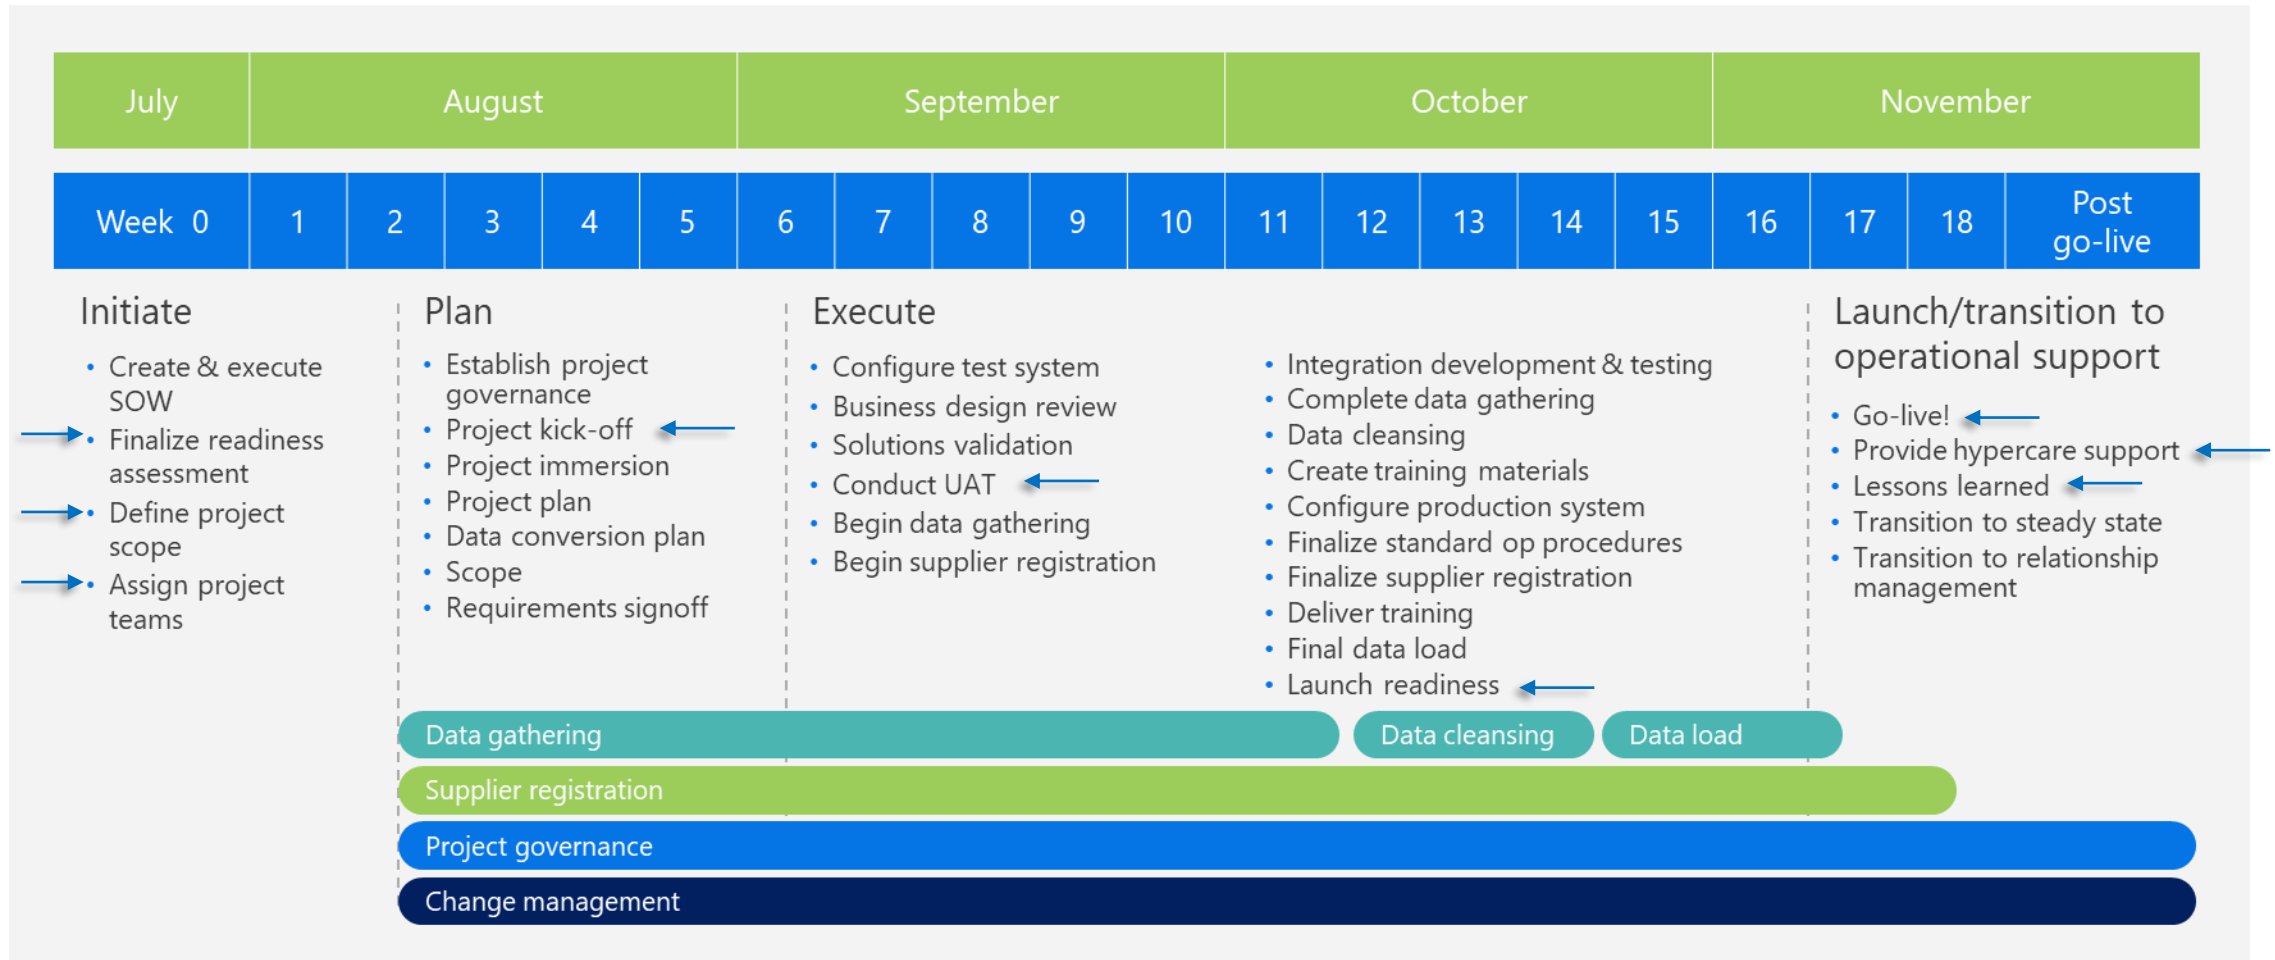 July August September October November
Week 0 1 2 3 4 5 6 7 8 9 10 11 12 13 14 15 16 17 18 Post
go-live
Initiate
• Create & execute
SOW
• Finalize readiness
assessment
• Define project
scope
• Assign project
teams
Plan
• Establish project
governance
• Project kick-off
• Project immersion
• Project plan
• Data conversion plan
• Scope
• Requirements signoff
Execute
• Configure test system
• Business design review
• Solutions validation
• Conduct UAT
• Begin data gathering
• Begin supplier registration
• Integration development & testing
• Complete data gathering
• Data cleansing
• Create training materials
• Configure production system
• Finalize standard op procedures
• Finalize supplier registration
• Deliver training
• Final data load
• Launch readiness
Launch/transition to
operational support
• Go-live!
• Provide hypercare support
• Lessons learned
• Transition to steady state
• Transition to relationship
management
Data gathering Data cleansing Data load
Supplier registration
Project governance
Change management